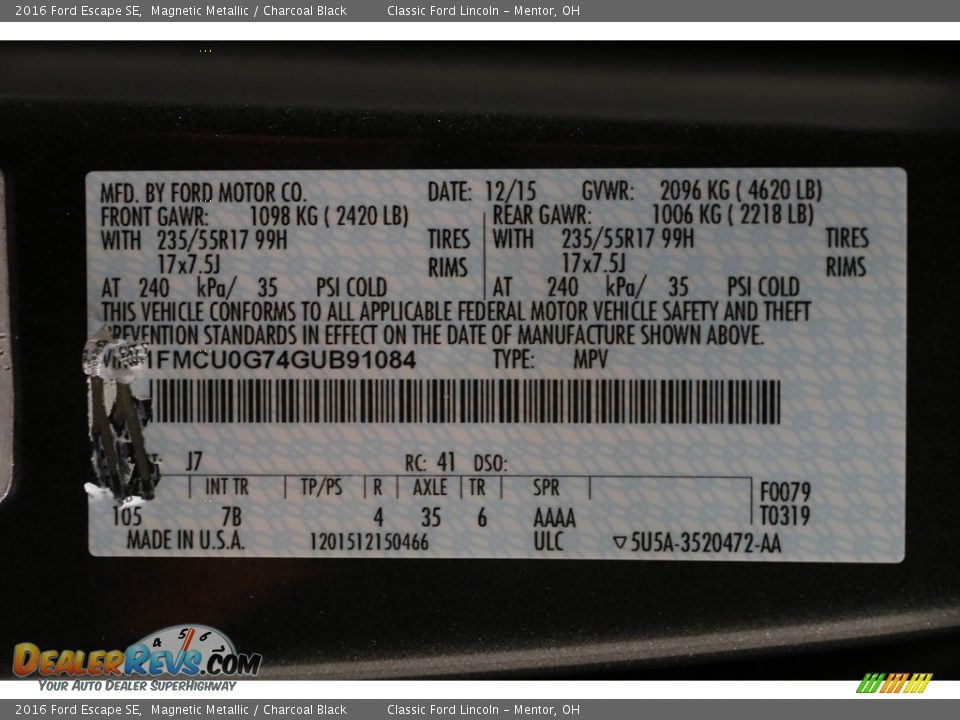 2016 Ford Escape SE, Magnetic Metallic / Charcoal Black Classic Ford Lincoln - Mentor, OH
MFD. BY FORD MOTOR CO. DATE: 12/15 GVWR: 2096 KG ( 4620 LB)
FRONT GAWR: 1098 KG ( 2420 LB) REAR GAWR: 1006 KG ( 2218 LB)
WITH 235/55R17 99H TIRES WITH 235/55R17 99H TIRES
17x7.5J RIMS 17x7.5J RIMS
AT 240 kPa/ 35 PSI COLD AT 240 kPa/ 35 PSI COLD
THIS VEHICLE CONFORMS TO ALL APPLICABLE FEDERAL MOTOR VEHICLE SAFETY AND THEFT
PREVENTION STANDARDS IN EFFECT ON THE DATE OF MANUFACTURE SHOWN ABOVE.
1FMCU0G74GUB91084 TYPE: MPV
J7 RC: 41 DSO:
INT TR TP/PS R AXLE TR SPR F0079
105 7B 4 35 6 AAAA T0319
MADE IN U.S.A. 1201512150466 ULC ▽5U5A-3520472-AA
4 5 6
DealerRevs.com
Your Auto Dealer SuperHighway
2016 Ford Escape SE, Magnetic Metallic / Charcoal Black Classic Ford Lincoln - Mentor, OH